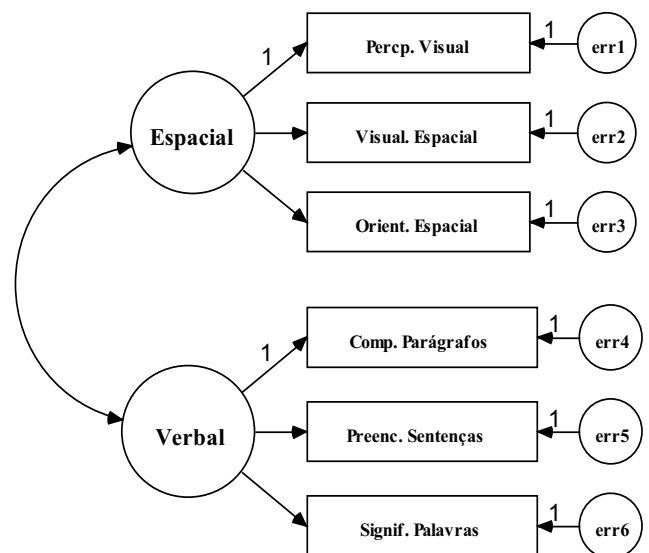 1 Percp. Visual 1 err1
Espacial Visual. Espacial 1 err2
Orient. Espacial 1 err3
1 Comp. Parágrafos 1 err4
Verbal Preenc. Sentenças 1 err5
Signif. Palavras 1 err6